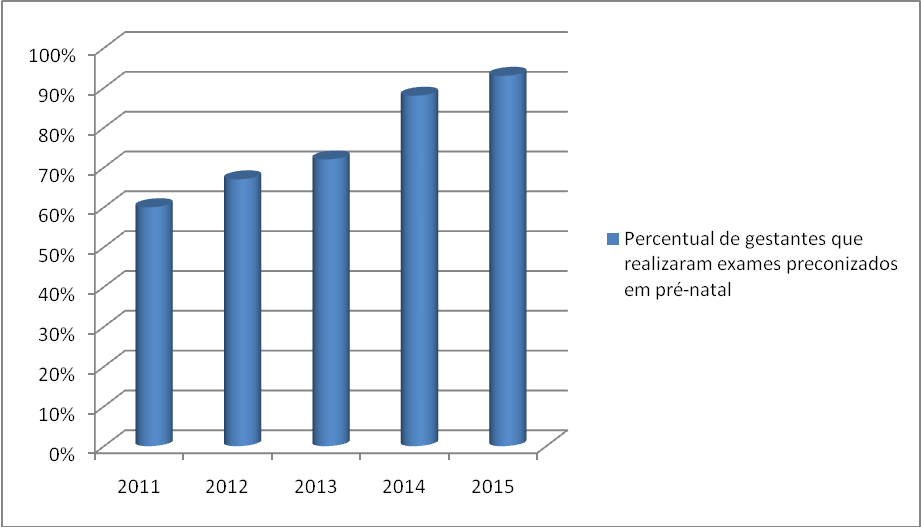 100%
90%
80%
70%
60%
50%
40%
30%
20%
10%
0%
2011 2012 2013 2014 2015
Percentual de gestantes que
realizaram exames preconizados
em pré-natal